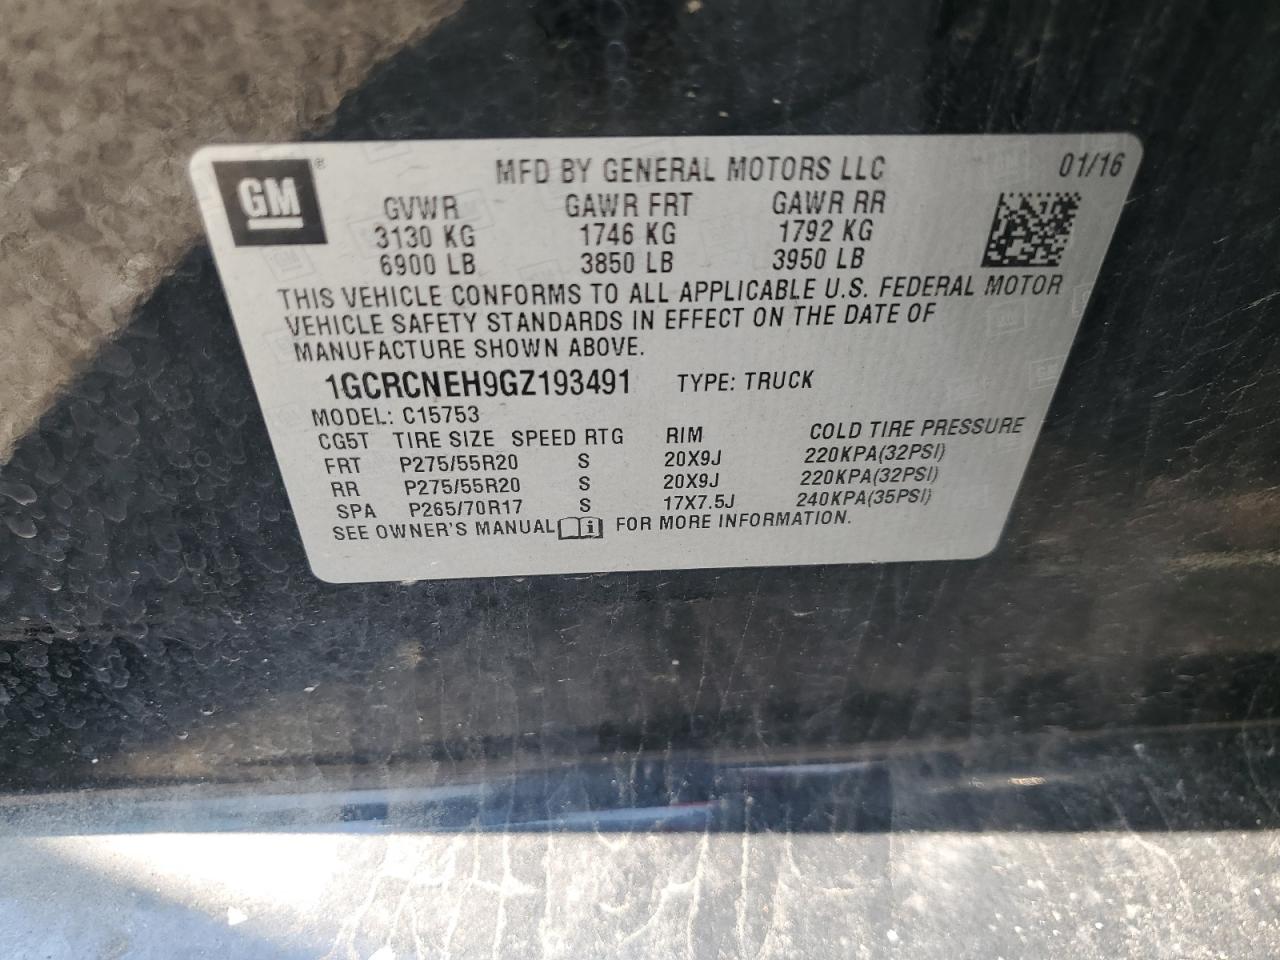 GM®
MFD BY GENERAL MOTORS LLC 01/16
GVWR GAWR FRT GAWR RR
3130 KG 1746 KG 1792 KG
6900 LB 3850 LB 3950 LB
THIS VEHICLE CONFORMS TO ALL APPLICABLE U.S. FEDERAL MOTOR
VEHICLE SAFETY STANDARDS IN EFFECT ON THE DATE OF
MANUFACTURE SHOWN ABOVE.
1GCRCNEH9GZ193491 TYPE: TRUCK
MODEL: C15753
CG5T TIRE SIZE SPEED RTG RIM COLD TIRE PRESSURE
FRT P275/55R20 S 20X9J 220KPA(32PSI)
RR P275/55R20 S 20X9J 220KPA(32PSI)
SPA P265/70R17 S 17X7.5J 240KPA(35PSI)
SEE OWNER'S MANUAL FOR MORE INFORMATION.